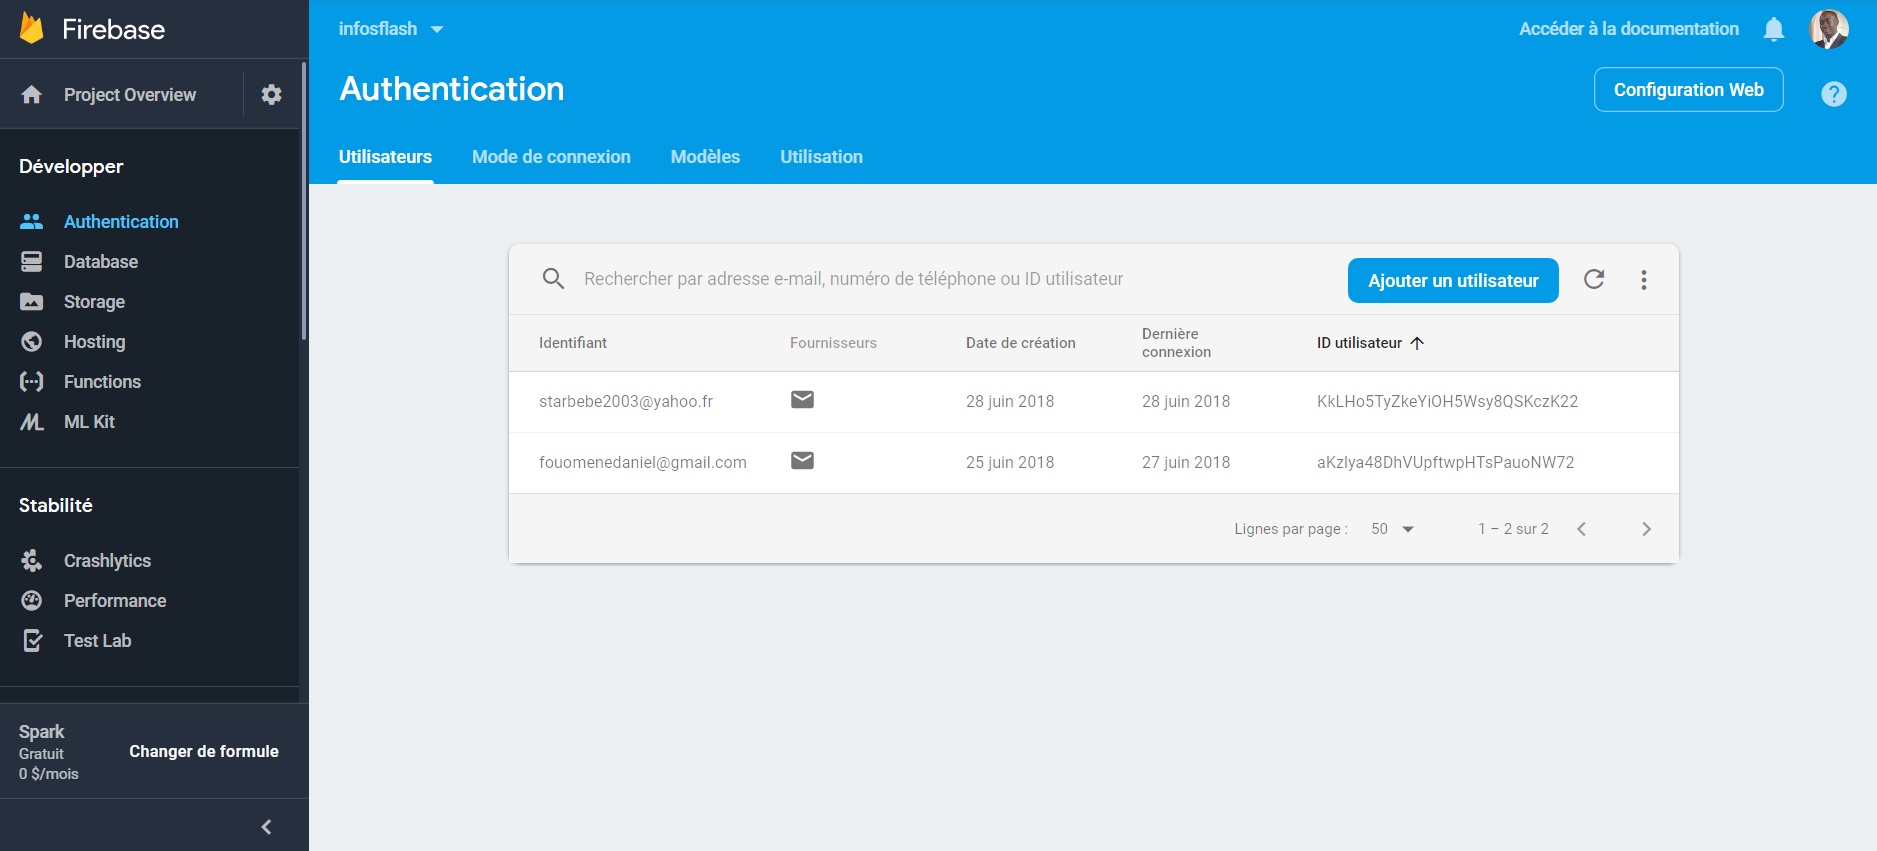 Firebase
Project Overview
Développer
Authentication
Database
Storage
Hosting
Functions
ML Kit
Stabilité
Crashlytics
Performance
Test Lab
Spark
Gratuit
0 $/mois
Changer de formule
infosflash
Accéder à la documentation
Authentication
Configuration Web
?
Utilisateurs Mode de connexion Modèles Utilisation
Rechercher par adresse e-mail, numéro de téléphone ou ID utilisateur
Ajouter un utilisateur
Identifiant Fournisseurs Date de création Dernière connexion ID utilisateur
starbebe2003@yahoo.fr 28 juin 2018 28 juin 2018 KkLHo5TyZkeYiOH5Wsy8QSKczK22
fouomenedaniel@gmail.com 25 juin 2018 27 juin 2018 aKzlya48DhVUpftwpHTsPauoNW72
Lignes par page : 50 1 – 2 sur 2